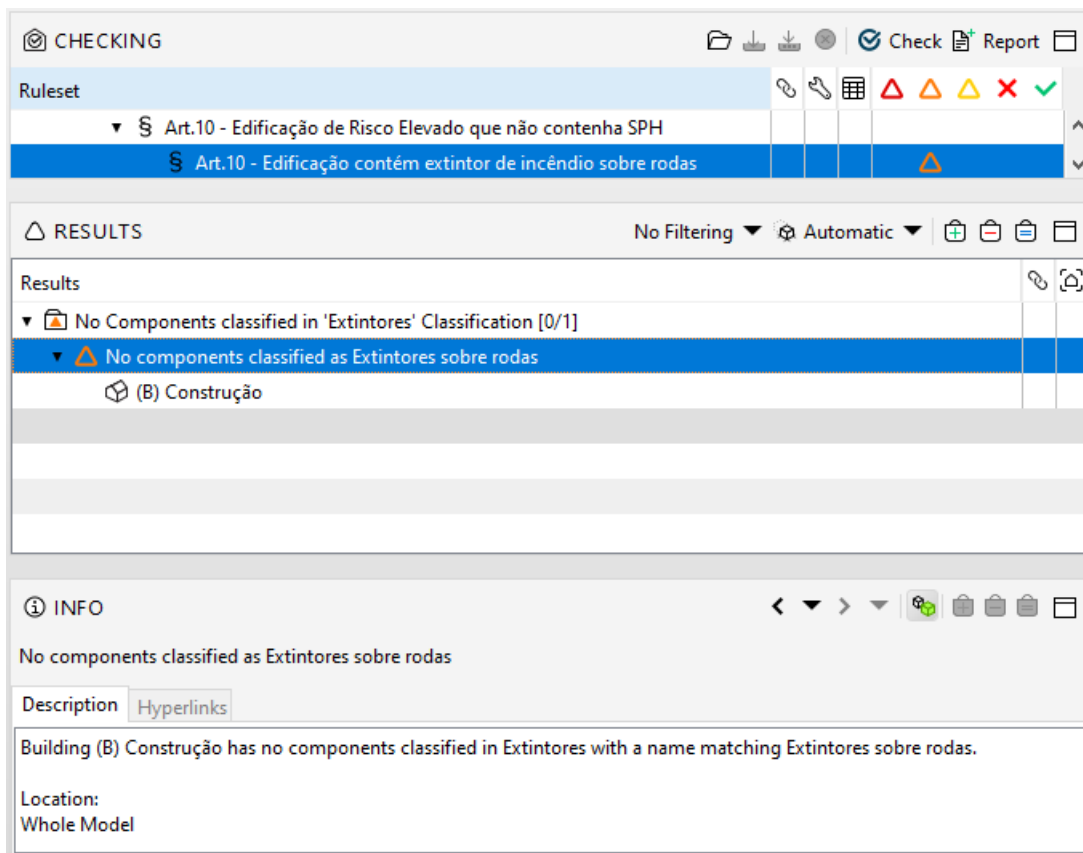 CHECKING
Check Report
Ruleset
§ Art.10 - Edificação de Risco Elevado que não contenha SPH
§ Art.10 - Edificação contém extintor de incêndio sobre rodas
RESULTS
No Filtering Automatic
Results
No Components classified in 'Extintores' Classification [0/1]
No components classified as Extintores sobre rodas
(B) Construção
INFO
No components classified as Extintores sobre rodas
Description Hyperlinks
Building (B) Construção has no components classified in Extintores with a name matching Extintores sobre rodas.
Location:
Whole Model